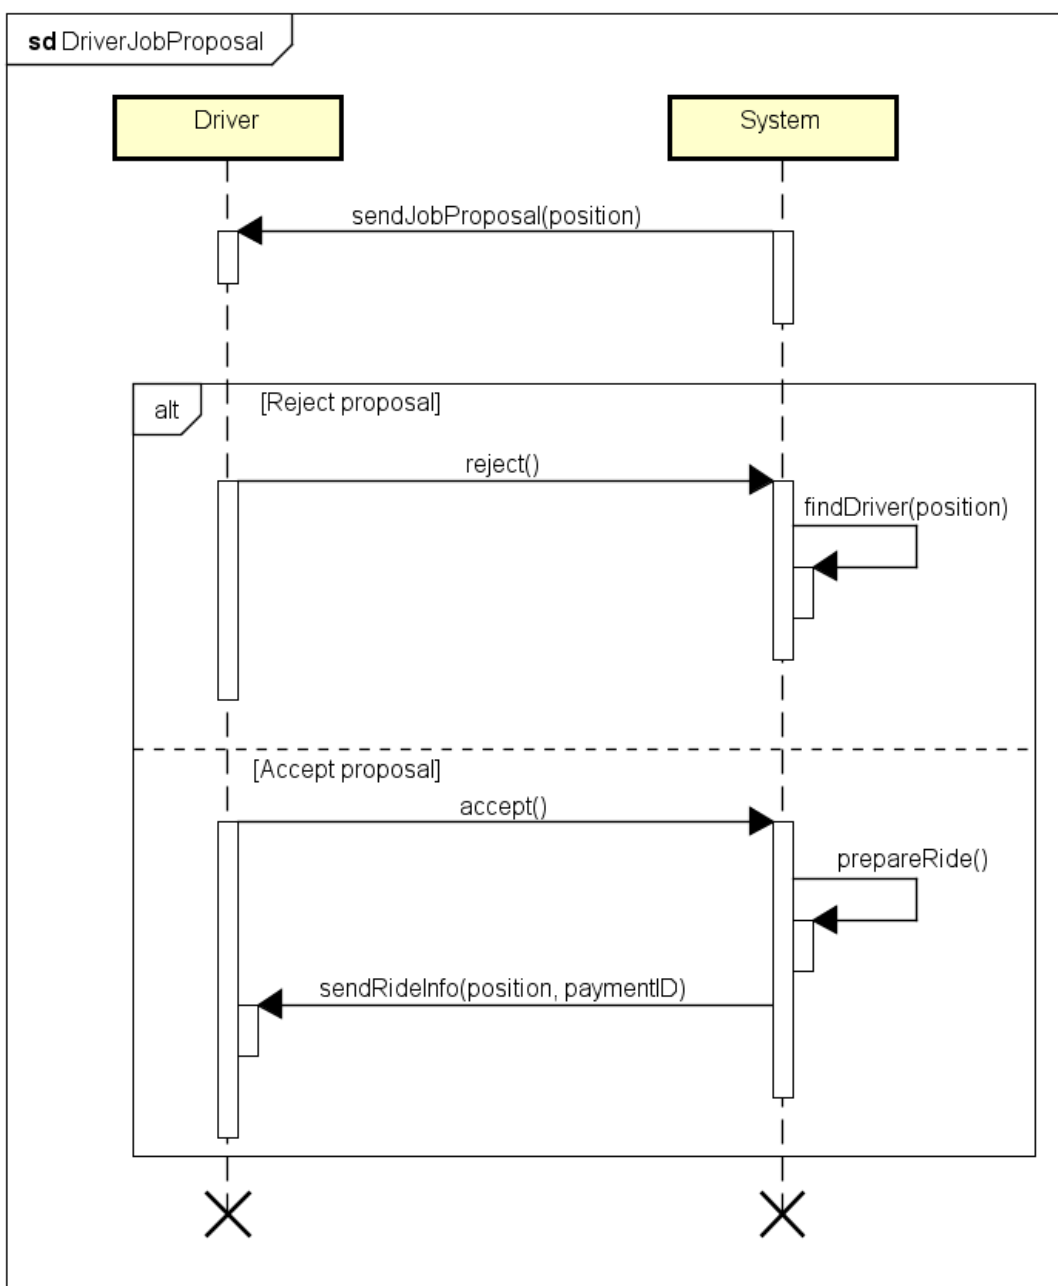 sd DriverJobProposal
Driver
System
sendJobProposal(position)
alt
[Reject proposal]
reject()
findDriver(position)
[Accept proposal]
accept()
prepareRide()
sendRideInfo(position, paymentID)